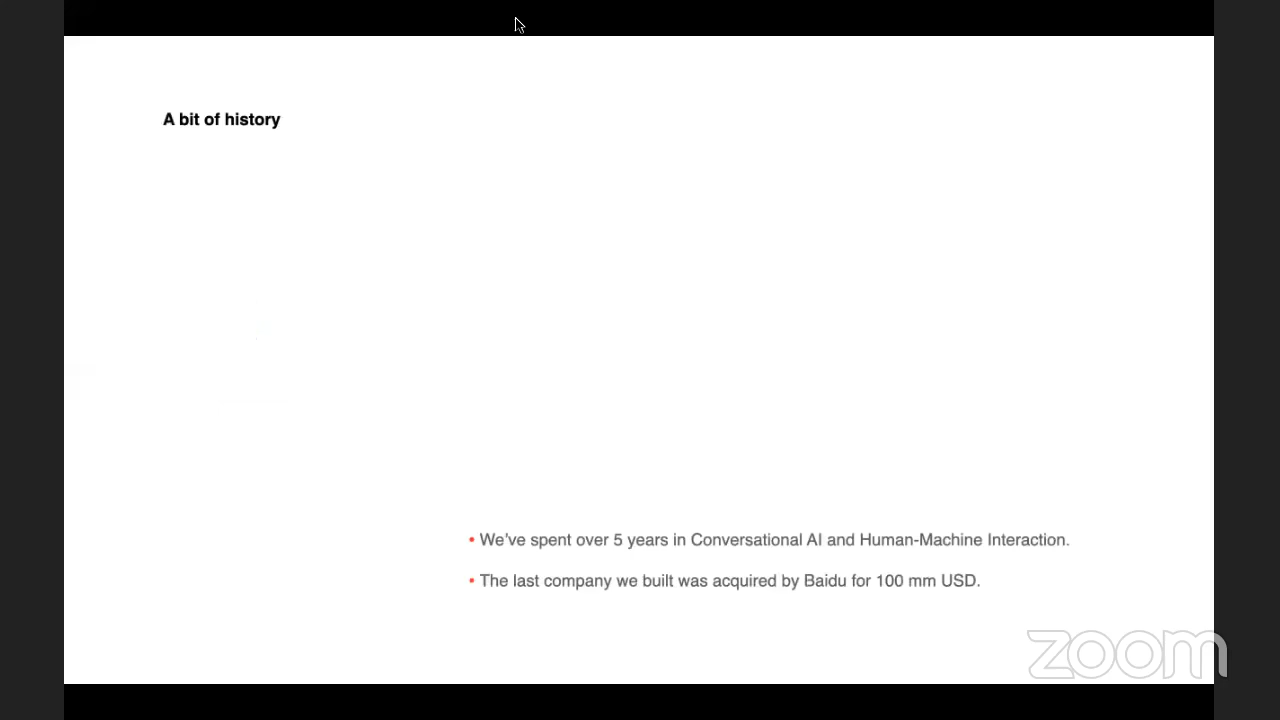 A bit of history
• We've spent over 5 years in Conversational AI and Human-Machine Interaction.
• The last company we built was acquired by Baidu for 100 mm USD.
zoom